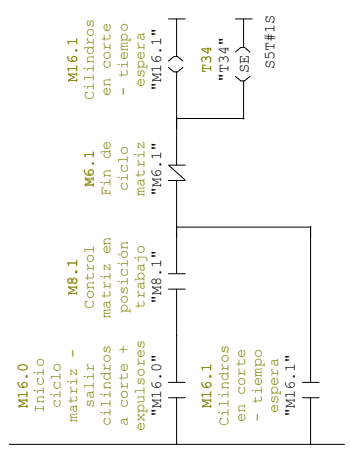 M16.0
Inicio
ciclo
matriz -
salir
cilindros
a corte +
expulsores
"M16.0"
M8.1
Control
matriz en
posición
trabajo
"M8.1"
M6.1
Fin de
ciclo
matriz
"M6.1"
M16.1
Cilindros
en corte
- tiempo
espera
"M16.1"
M16.1
Cilindros
en corte
- tiempo
espera
"M16.1"
T34
"T34"
SE
S5T#1S